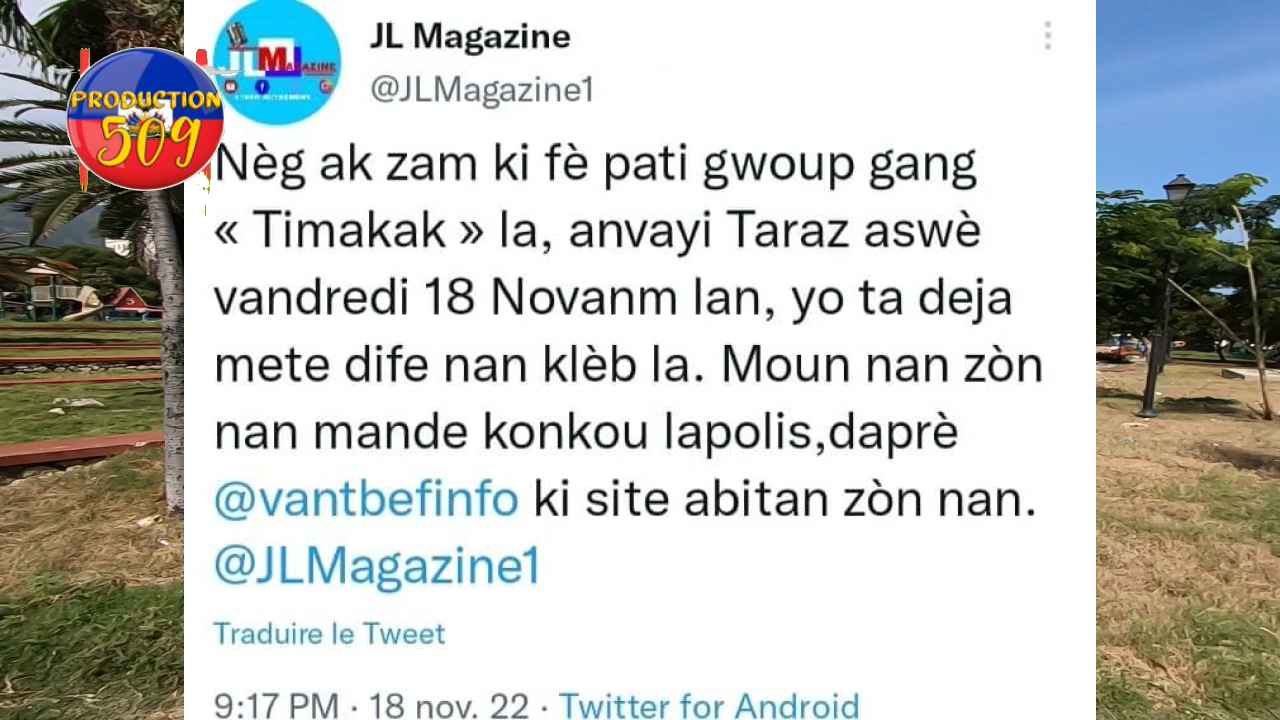 JL Magazine
@JLMagazine1
PRODUCTION
509
Nèg ak zam ki fè pati gwoup gang
« Timakak » la, anvayi Taraz aswè
vandredi 18 Novanm lan, yo ta deja
mete dife nan klèb la. Moun nan zòn
nan mande konkou lapolis,daprè
@vantbefinfo ki site abitan zòn nan.
@JLMagazine1
Traduire le Tweet
9:17 PM · 18 nov. 22 · Twitter for Android